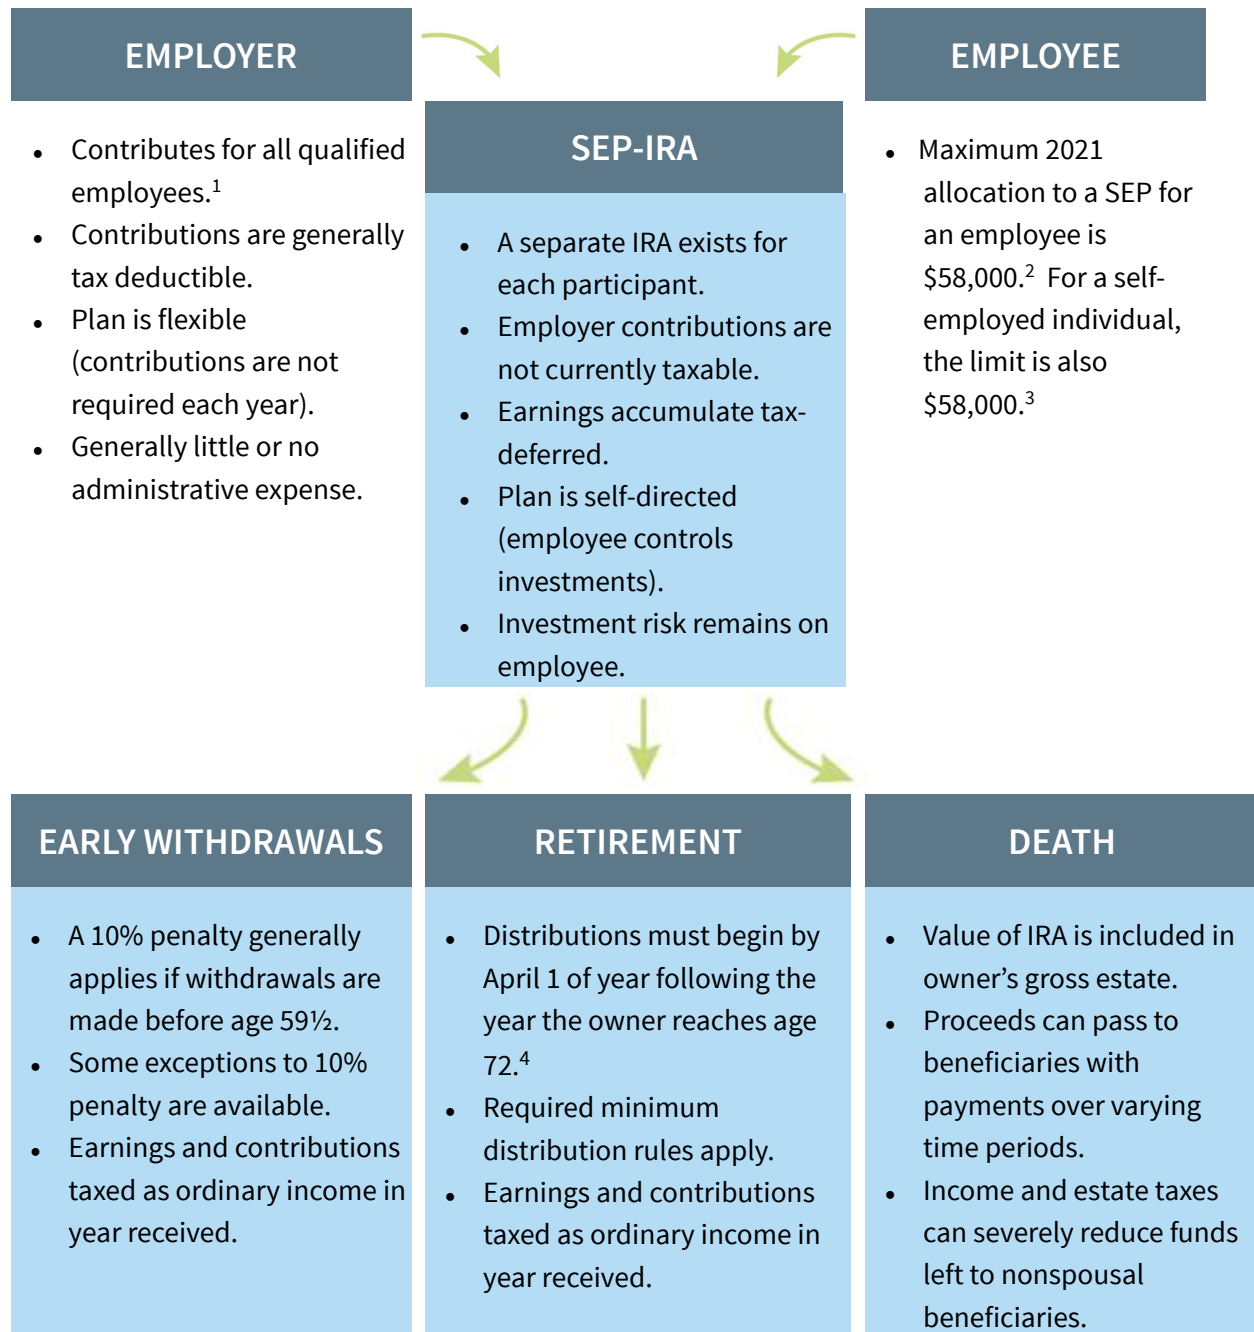 EMPLOYER
• Contributes for all qualified
employees.1
• Contributions are generally
tax deductible.
• Plan is flexible
(contributions are not
required each year).
• Generally little or no
administrative expense.
SEP-IRA
• A separate IRA exists for
each participant.
• Employer contributions are
not currently taxable.
• Earnings accumulate tax-
deferred.
• Plan is self-directed
(employee controls
investments).
• Investment risk remains on
employee.
EMPLOYEE
• Maximum 2021
allocation to a SEP for
an employee is
$58,000.2 For a self-
employed individual,
the limit is also
$58,000.3
EARLY WITHDRAWALS
• A 10% penalty generally
applies if withdrawals are
made before age 59½.
• Some exceptions to 10%
penalty are available.
• Earnings and contributions
taxed as ordinary income in
year received.
RETIREMENT
• Distributions must begin by
April 1 of year following the
year the owner reaches age
72.4
• Required minimum
distribution rules apply.
• Earnings and contributions
taxed as ordinary income in
year received.
DEATH
• Value of IRA is included in
owner’s gross estate.
• Proceeds can pass to
beneficiaries with
payments over varying
time periods.
• Income and estate taxes
can severely reduce funds
left to nonspousal
beneficiaries.